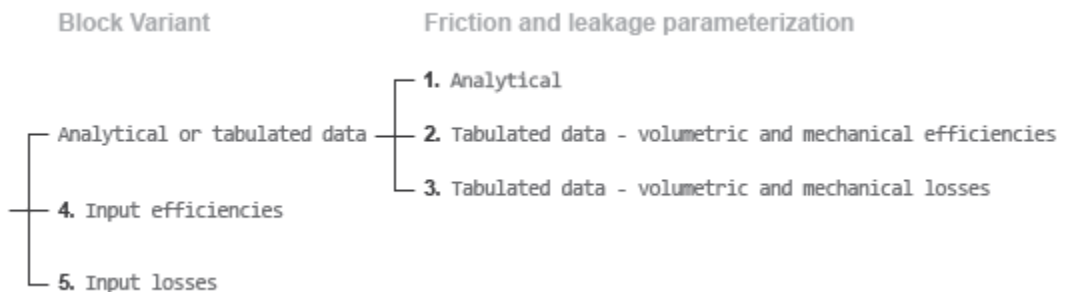 Block Variant
Friction and leakage parameterization
1. Analytical
Analytical or tabulated data
2. Tabulated data - volumetric and mechanical efficiencies
3. Tabulated data - volumetric and mechanical losses
4. Input efficiencies
5. Input losses